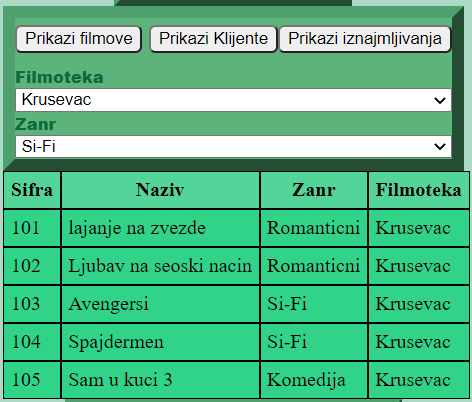 Prikazi filmove Prikazi Klijente Prikazi iznajmljivanja
Filmoteka
Krusevac
Zanr
Si-Fi
Sifra Naziv Zanr Filmoteka
101 lajanje na zvezde Romanticni Krusevac
102 Ljubav na seoski nacin Romanticni Krusevac
103 Avengersi Si-Fi Krusevac
104 Spajdermen Si-Fi Krusevac
105 Sam u kuci 3 Komedija Krusevac